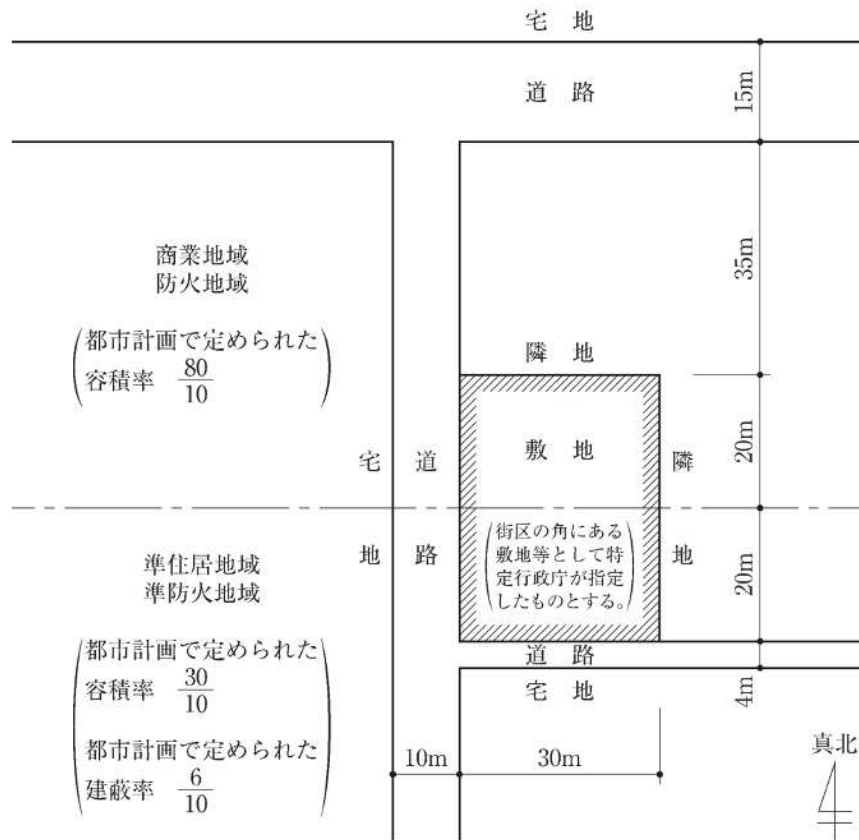 宅 地
道 路
15m
商業地域
防火地域
都市計画で定められた
容積率 80/10
35m
隣 地
敷 地
20m
宅 道
隣
地 路
地
街区の角にある
敷地等として特
定行政庁が指定
したものとする。
20m
準住居地域
準防火地域
都市計画で定められた
容積率 30/10
都市計画で定められた
建蔽率 6/10
道 路
宅 地
4m
10m
30m
真北